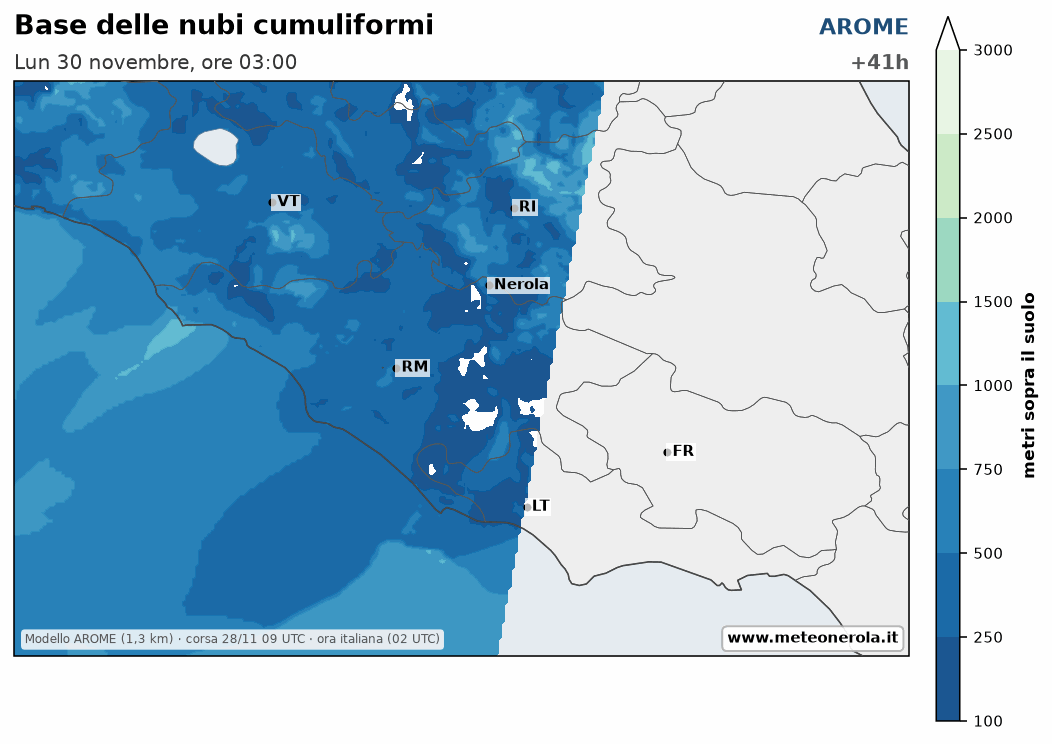 Base delle nubi cumuliformi
AROME
Lun 30 novembre, ore 03:00
+41h
VT
RI
Nerola
RM
FR
LT
Modello AROME (1,3 km) · corsa 28/11 09 UTC · ora italiana (02 UTC)
www.meteonerola.it
3000
2500
2000
1500
1000
750
500
250
100
metri sopra il suolo